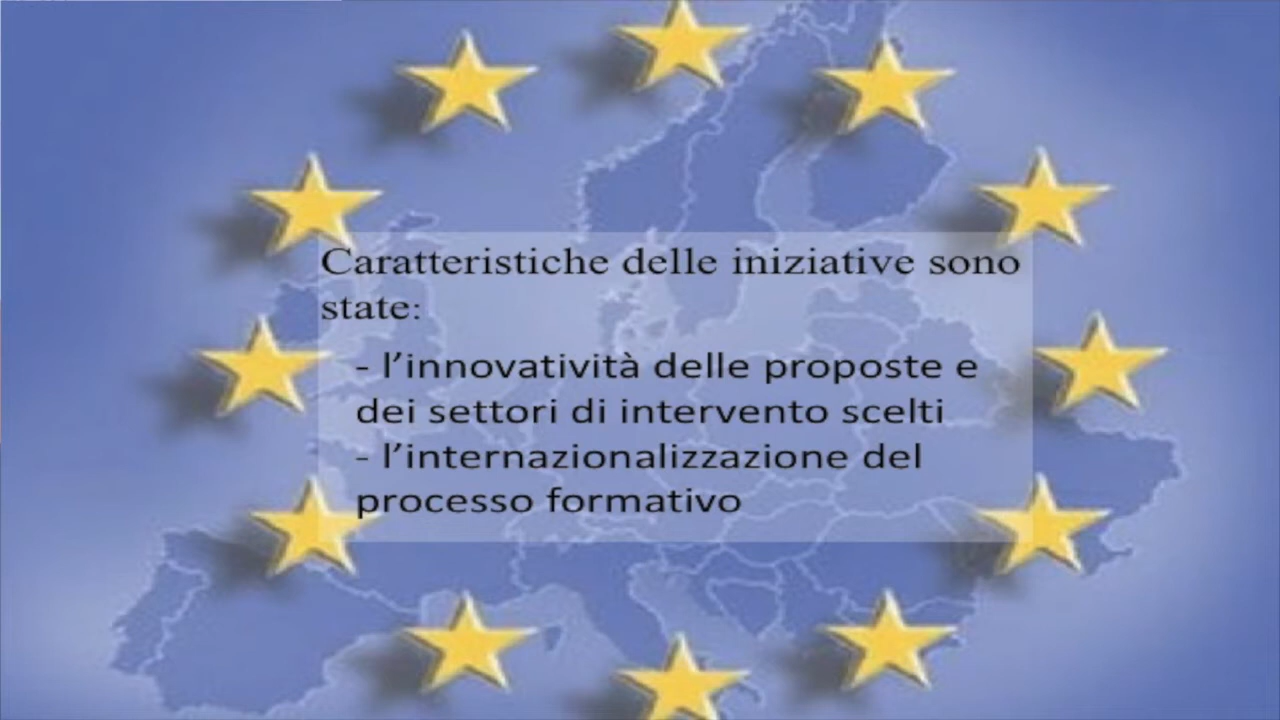 Caratteristiche delle iniziative sono
state:
- l’innovatività delle proposte e
dei settori di intervento scelti
- l’internazionalizzazione del
processo formativo